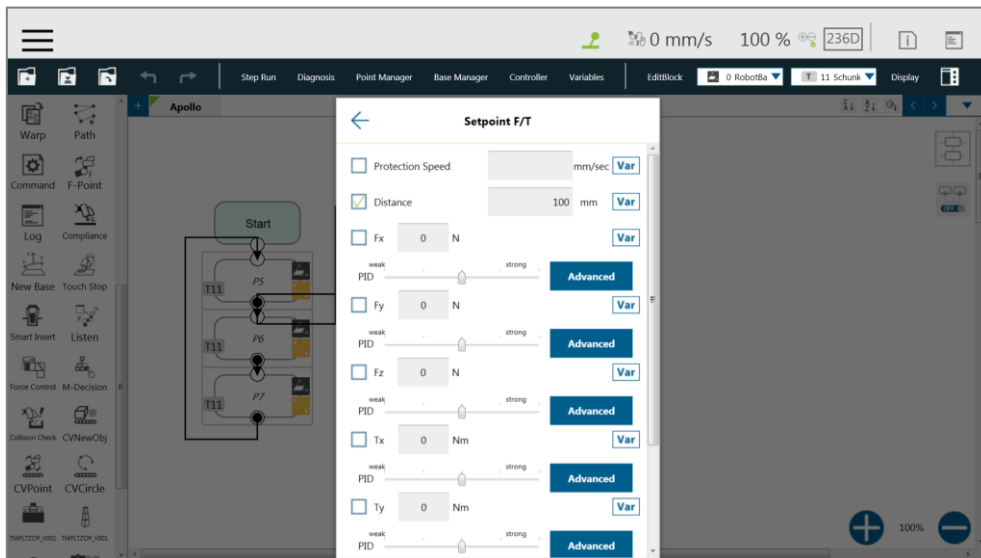 0 mm/s 100 % 236D
Step Run Diagnosis Point Manager Base Manager Controller Variables EditBlock 0 RobotBa T 11 Schunk Display
+ Apollo
Warp Path
Command F-Point
Log Compliance
New Base Touch Stop
Smart Insert Listen
Force Control M-Decision
Collision Check CVNewObj
CVPoint CVCircle
TMPLTZOP_V001 TMPLTZOP_V001
Start
P5
T11
P6
T11
P7
T11
Setpoint F/T
Protection Speed mm/sec Var
Distance 100 mm Var
Fx 0 N Var
weak strong
PID Advanced
Fy 0 N Var
weak strong
PID Advanced
Fz 0 N Var
weak strong
PID Advanced
Tx 0 Nm Var
weak strong
PID Advanced
Ty 0 Nm Var
weak strong
PID Advanced
OFF
100%